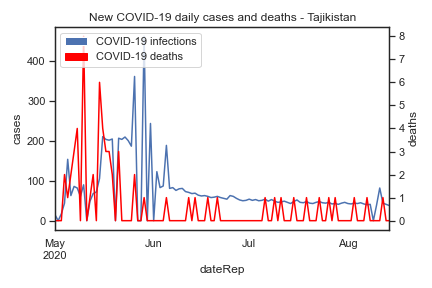 New COVID-19 daily cases and deaths - Tajikistan
COVID-19 infections
COVID-19 deaths
400
300
200
100
0
cases
8
7
6
5
4
3
2
1
0
deaths
May
2020
Jun
Jul
Aug
dateRep